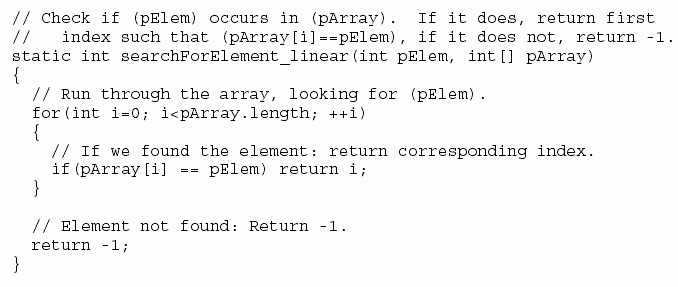 // Check if (pElem) occurs in (pArray).  If it does, return first
//   index such that (pArray[i]==pElem), if it does not, return -1.
static int searchForElement_linear(int pElem, int[] pArray)
{
  // Run through the array, looking for (pElem).
  for(int i=0; i<pArray.length; ++i)
  {
    // If we found the element: return corresponding index.
    if(pArray[i] == pElem) return i;
  }

  // Element not found: Return -1.
  return -1;
}